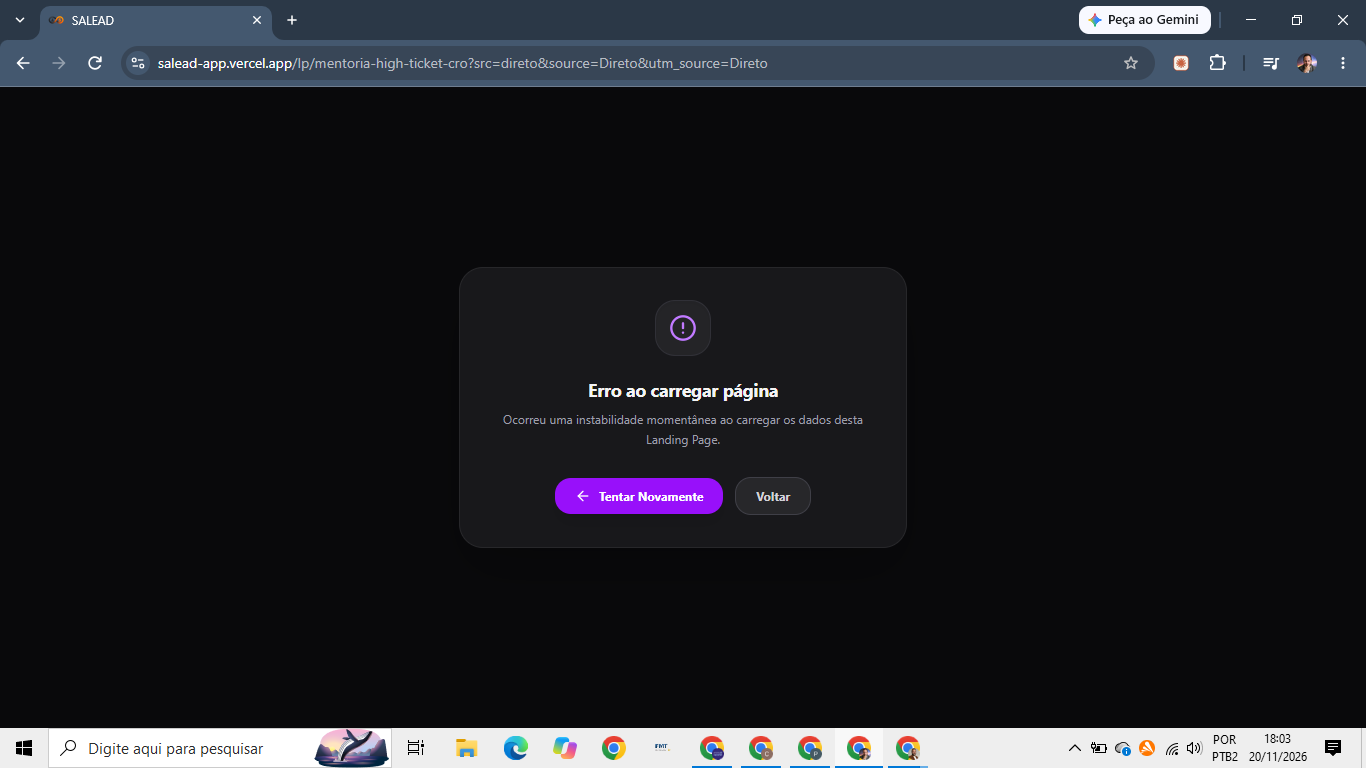 SALEAD
Peça ao Gemini
salead-app.vercel.app/lp/mentoria-high-ticket-cro?src=direto&source=Direto&utm_source=Direto
Erro ao carregar página
Ocorreu uma instabilidade momentânea ao carregar os dados desta
Landing Page.
Tentar Novamente
Voltar
Digite aqui para pesquisar
POR
PTB2
18:03
20/11/2026